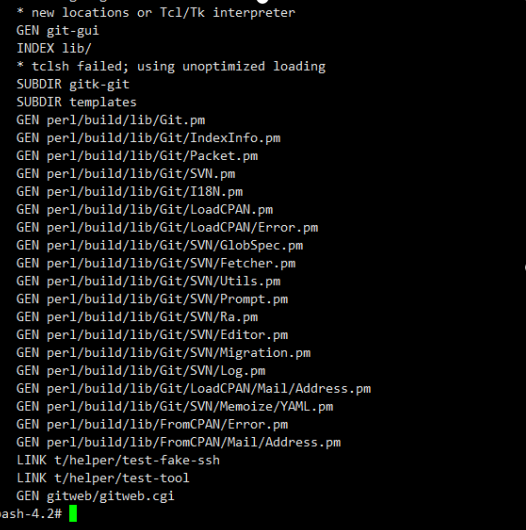 * new locations or Tcl/Tk interpreter
GEN git-gui
INDEX lib/
* tclsh failed; using unoptimized loading
SUBDIR gitk-git
SUBDIR templates
GEN perl/build/lib/Git.pm
GEN perl/build/lib/Git/IndexInfo.pm
GEN perl/build/lib/Git/Packet.pm
GEN perl/build/lib/Git/SVN.pm
GEN perl/build/lib/Git/I18N.pm
GEN perl/build/lib/Git/LoadCPAN.pm
GEN perl/build/lib/Git/LoadCPAN/Error.pm
GEN perl/build/lib/Git/SVN/GlobSpec.pm
GEN perl/build/lib/Git/SVN/Fetcher.pm
GEN perl/build/lib/Git/SVN/Utils.pm
GEN perl/build/lib/Git/SVN/Prompt.pm
GEN perl/build/lib/Git/SVN/Ra.pm
GEN perl/build/lib/Git/SVN/Editor.pm
GEN perl/build/lib/Git/SVN/Migration.pm
GEN perl/build/lib/Git/SVN/Log.pm
GEN perl/build/lib/Git/LoadCPAN/Mail/Address.pm
GEN perl/build/lib/Git/SVN/Memoize/YAML.pm
GEN perl/build/lib/FromCPAN/Error.pm
GEN perl/build/lib/FromCPAN/Mail/Address.pm
LINK t/helper/test-fake-ssh
LINK t/helper/test-tool
GEN gitweb/gitweb.cgi
ash-4.2#